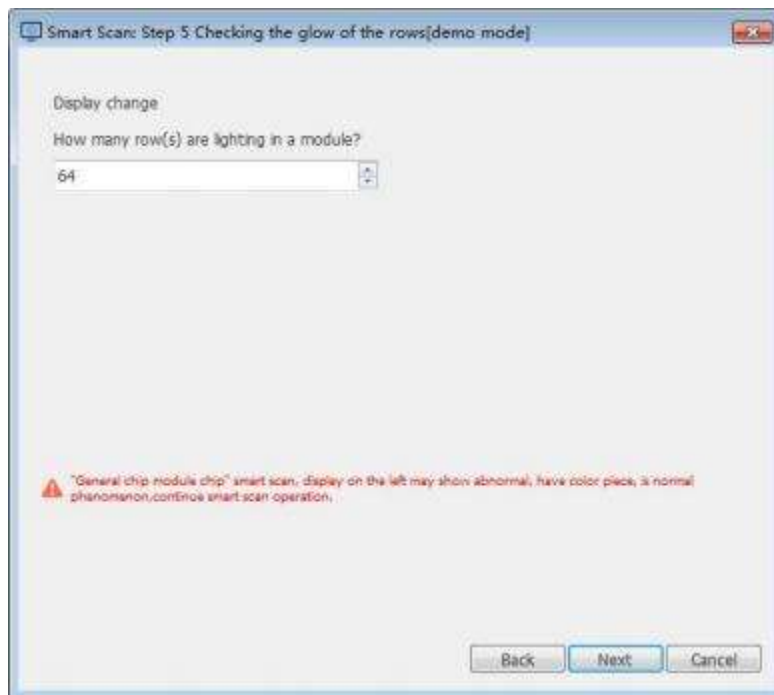 Smart Scan: Step 5 Checking the glow of the rows[demo mode]
Display change
How many row(s) are lighting in a module?
64
"General chip module chip" smart scan, display on the left may show abnormal, have color piece, is normal
phenomenon,continue smart scan operation.
Back Next Cancel